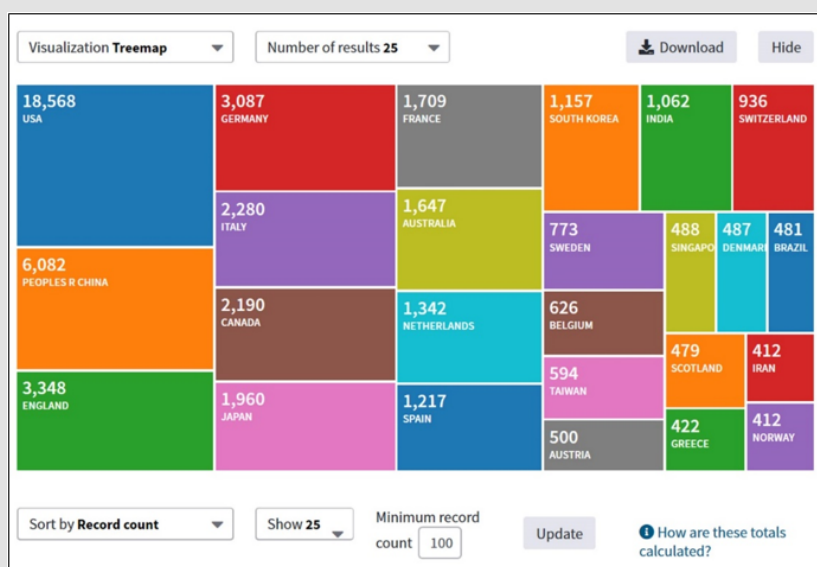 Visualization Treemap
Number of results 25
Download
Hide
18,568
USA
6,082
PEOPLES R CHINA
3,348
ENGLAND
3,087
GERMANY
2,280
ITALY
2,190
CANADA
1,960
JAPAN
1,709
FRANCE
1,647
AUSTRALIA
1,342
NETHERLANDS
1,217
SPAIN
1,157
SOUTH KOREA
1,062
INDIA
936
SWITZERLAND
773
SWEDEN
626
BELGIUM
594
TAIWAN
500
AUSTRIA
488
SINGAPO
487
DENMARI
481
BRAZIL
479
SCOTLAND
422
GREECE
412
IRAN
412
NORWAY
Sort by Record count
Show 25
Minimum record
count 100
Update
How are these totals
calculated?